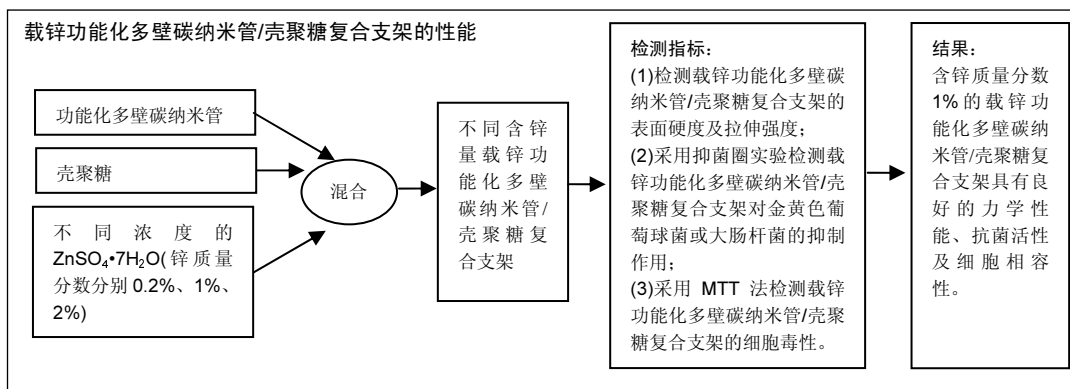 载锌功能化多壁碳纳米管/壳聚糖复合支架的性能
功能化多壁碳纳米管
壳聚糖
不同浓度的
ZnSO₄•7H₂O(锌质量
分数分别 0.2%、1%、
2%)
混合
不同含锌
量载锌功
能化多壁
碳纳米管/
壳聚糖复
合支架
检测指标：
(1)检测载锌功能化多壁碳
纳米管/壳聚糖复合支架的
表面硬度及拉伸强度；
(2)采用抑菌圈实验检测载
锌功能化多壁碳纳米管/壳
聚糖复合支架对金黄色葡
萄球菌或大肠杆菌的抑制
作用；
(3)采用 MTT 法检测载锌
功能化多壁碳纳米管/壳聚
糖复合支架的细胞毒性。
结果：
含锌质量分数
1%的载锌功
能化多壁碳纳
米管/壳聚糖复
合支架具有良
好的力学性
能、抗菌活性
及细胞相容
性。